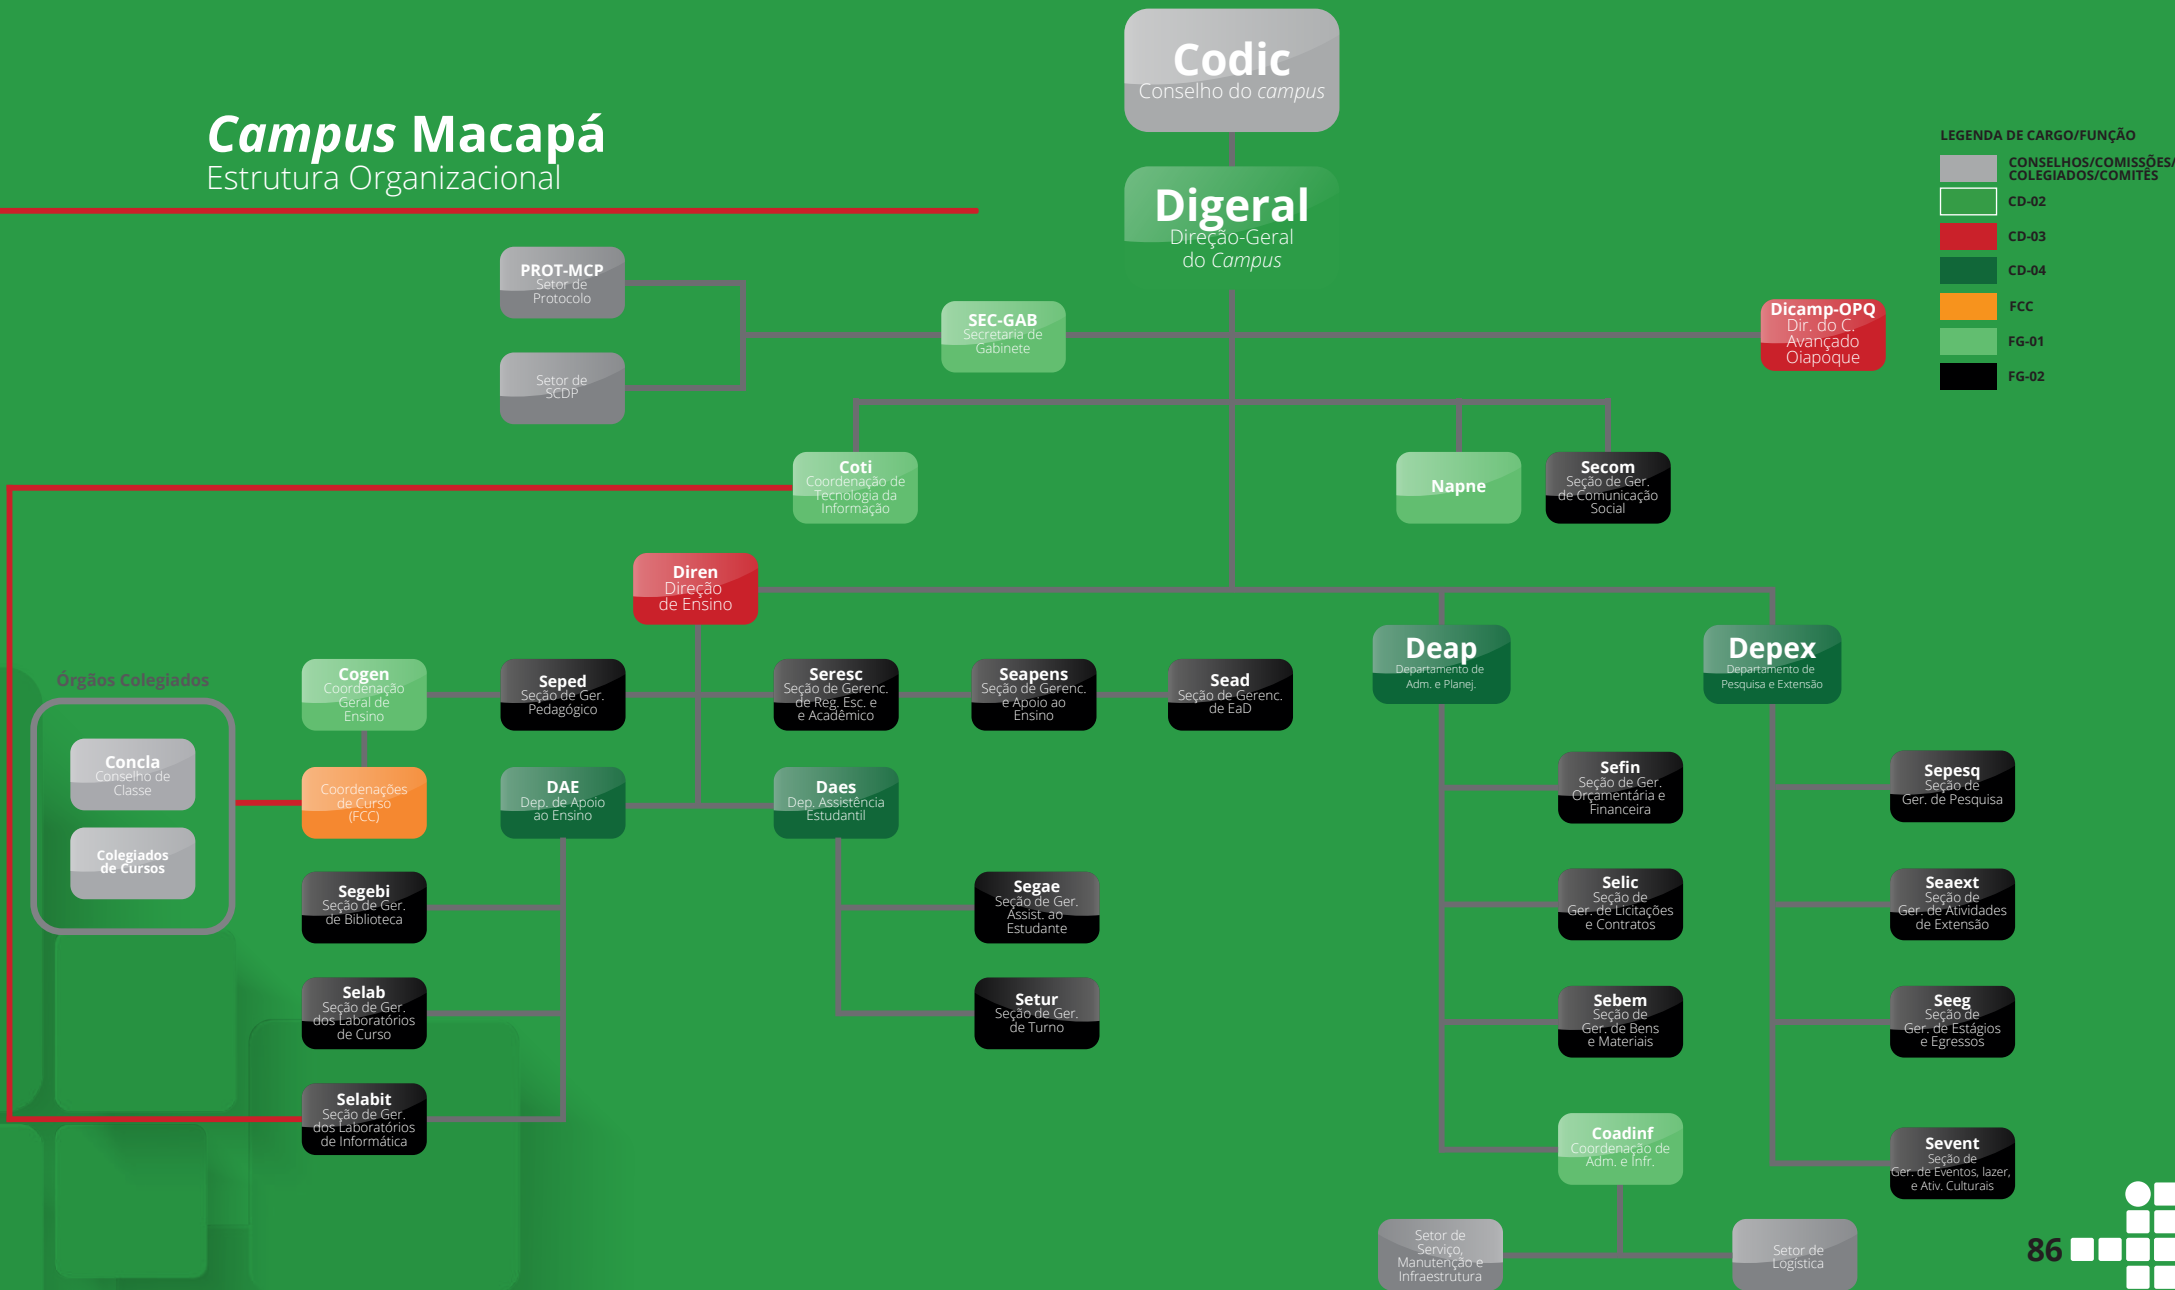 Codic
Conselho do campus
Campus Macapá
Estrutura Organizacional
LEGENDA DE CARGO/FUNÇÃO
CONSELHOS/COMISSÕES/
COLEGIADOS/COMITÊS
CD-02
CD-03
CD-04
FCC
FG-01
FG-02
Digeral
Direção-Geral
do Campus
PROT-MCP
Setor de
Protocolo
SEC-GAB
Secretaria de
Gabinete
Dicamp-OPQ
Dir. do C.
Avançado
Oiapoque
Setor de
SCDP
Coti
Coordenação de
Tecnologia da
Informação
Napne
Secom
Seção de Ger.
de Comunicação
Social
Diren
Direção
de Ensino
Deap
Departamento de
Adm. e Planej.
Depex
Departamento de
Pesquisa e Extensão
Órgãos Colegiados
Cogen
Coordenação
Geral de
Ensino
Seped
Seção de Ger.
Pedagógico
Seresc
Seção de Gerenc.
de Reg. Esc. e
e Acadêmico
Seapens
Seção de Gerenc.
e Apoio ao
Ensino
Sead
Seção de Gerenc.
de EaD
Concla
Conselho de
Classe
Colegiados
de Cursos
Coordenações
de Curso
(FCC)
DAE
Dep. de Apoio
ao Ensino
Daes
Dep. Assistência
Estudantil
Sefin
Seção de Ger.
Orçamentária e
Financeira
Sepesq
Seção de
Ger. de Pesquisa
Segebi
Seção de Ger.
de Biblioteca
Segae
Seção de Ger.
Assist. ao
Estudante
Selic
Seção de
Ger. de Licitações
e Contratos
Seaext
Seção de
Ger. de Atividades
de Extensão
Selab
Seção de Ger.
dos Laboratórios
de Curso
Setur
Seção de Ger.
de Turno
Sebem
Seção de
Ger. de Bens
e Materiais
Seeg
Seção de
Ger. de Estágios
e Egressos
Selabit
Seção de Ger.
dos Laboratórios
de Informática
Coadinf
Coordenação de
Adm. e Infr.
Sevent
Seção de
Ger. de Eventos, lazer,
e Ativ. Culturais
Setor de
Serviço,
Manutenção e
Infraestrutura
Setor de
Logística
86